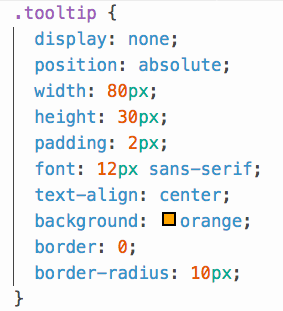 .tooltip {
display: none;
position: absolute;
width: 80px;
height: 30px;
padding: 2px;
font: 12px sans-serif;
text-align: center;
background: orange;
border: 0;
border-radius: 10px;
}